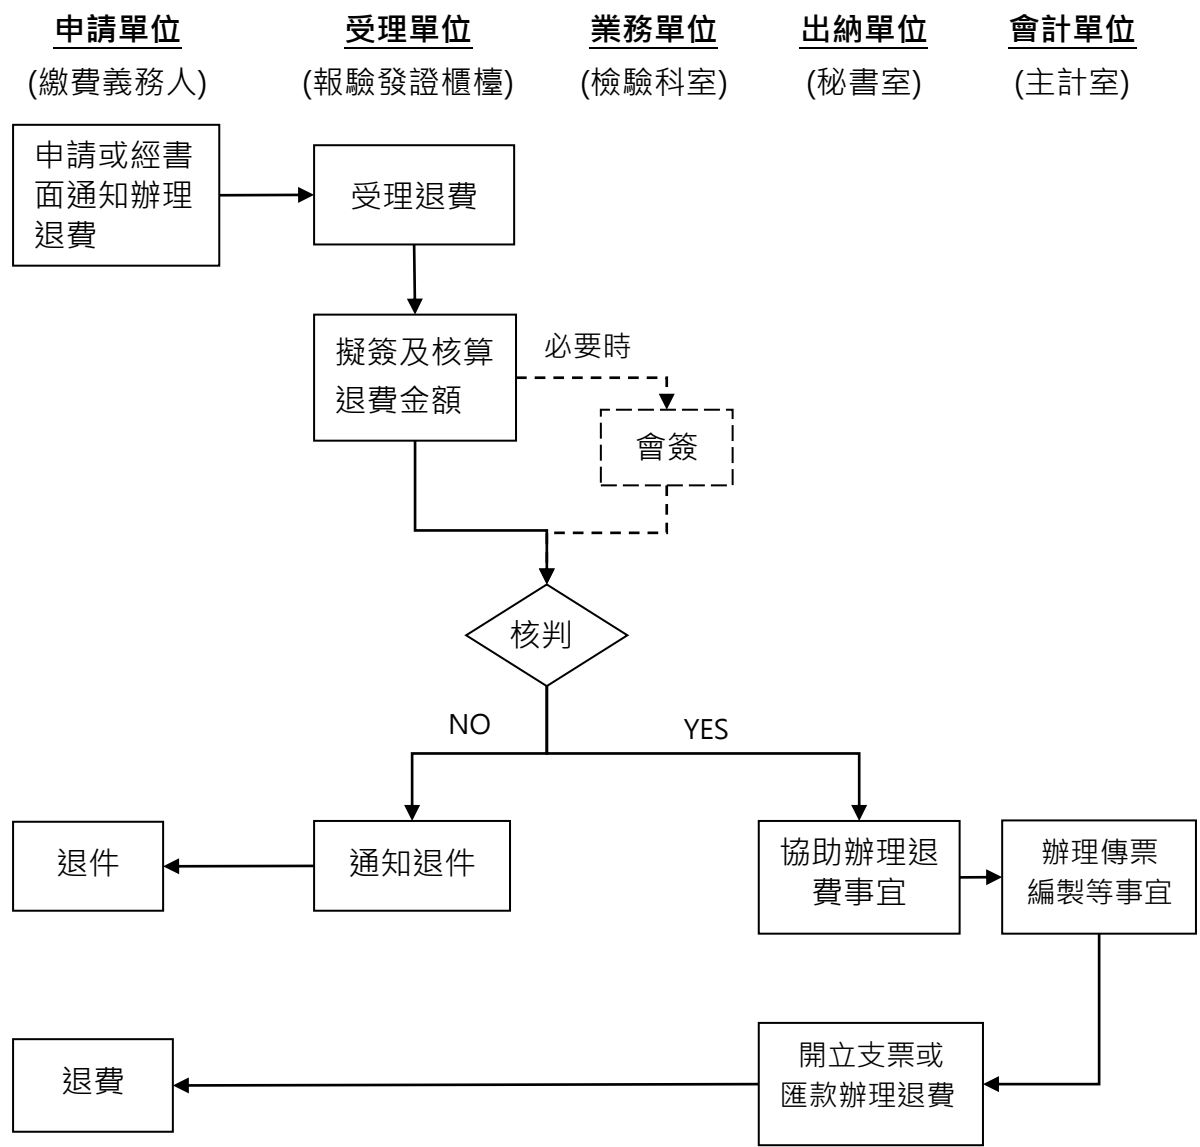 申請單位
受理單位
業務單位
出納單位
會計單位
(繳費義務人)
(報驗發證櫃檯)
(檢驗科室)
(秘書室)
(主計室)
申請或經書
面通知辦理
退費
受理退費
擬簽及核算
退費金額
必要時
會簽
核判
NO
YES
退件
通知退件
協助辦理退
費事宜
辦理傳票
編製等事宜
退費
開立支票或
匯款辦理退費